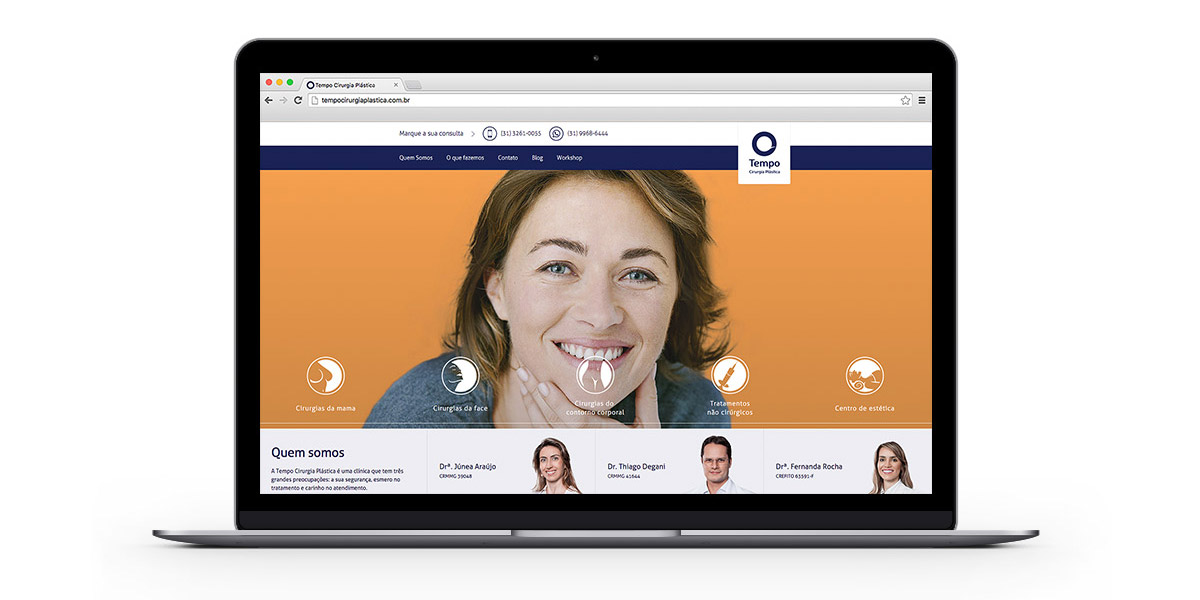 Tempo Cirurgia Plástica
tempocirurgiaplastica.com.br
Marque a sua consulta
(31) 3261-0055
(31) 9968-6444
Quem Somos
O que fazemos
Contato
Blog
Workshop
Tempo
Cirurgia Plástica
Cirurgias da mama
Cirurgias da face
Cirurgias do
contorno corporal
Tratamentos
não cirúrgicos
Centro de estética
Quem somos
A Tempo Cirurgia Plástica é uma clínica que tem três
grandes preocupações: a sua segurança, esmero no
tratamento e carinho no atendimento.
Drª. Júnea Araújo
CRMMG 39048
Dr. Thiago Degani
CRMMG 41644
Drª. Fernanda Rocha
CREFITO 63591-F